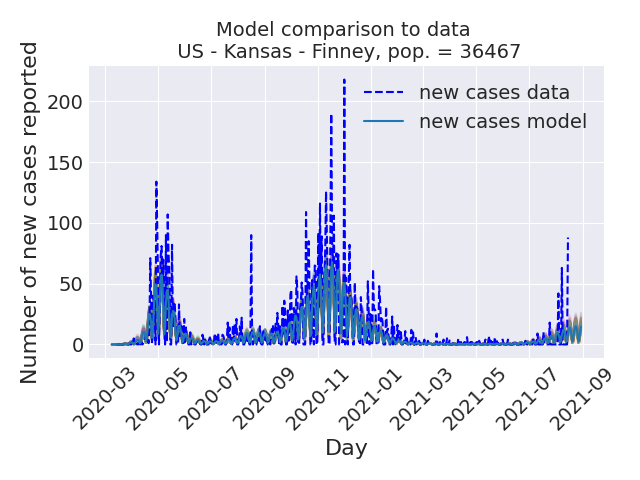 Model comparison to data
US - Kansas - Finney, pop. = 36467
Number of new cases reported
200
150
100
50
0
new cases data
new cases model
2020-03
2020-05
2020-07
2020-09
2020-11
2021-01
2021-03
2021-05
2021-07
2021-09
Day